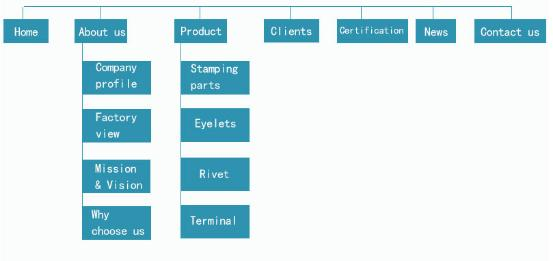 Home
About us
Product
Clients
Certification
News
Contact us
Company
profile
Factory
view
Mission
& Vision
Why
choose us
Stamping
parts
Eyelets
Rivet
Terminal